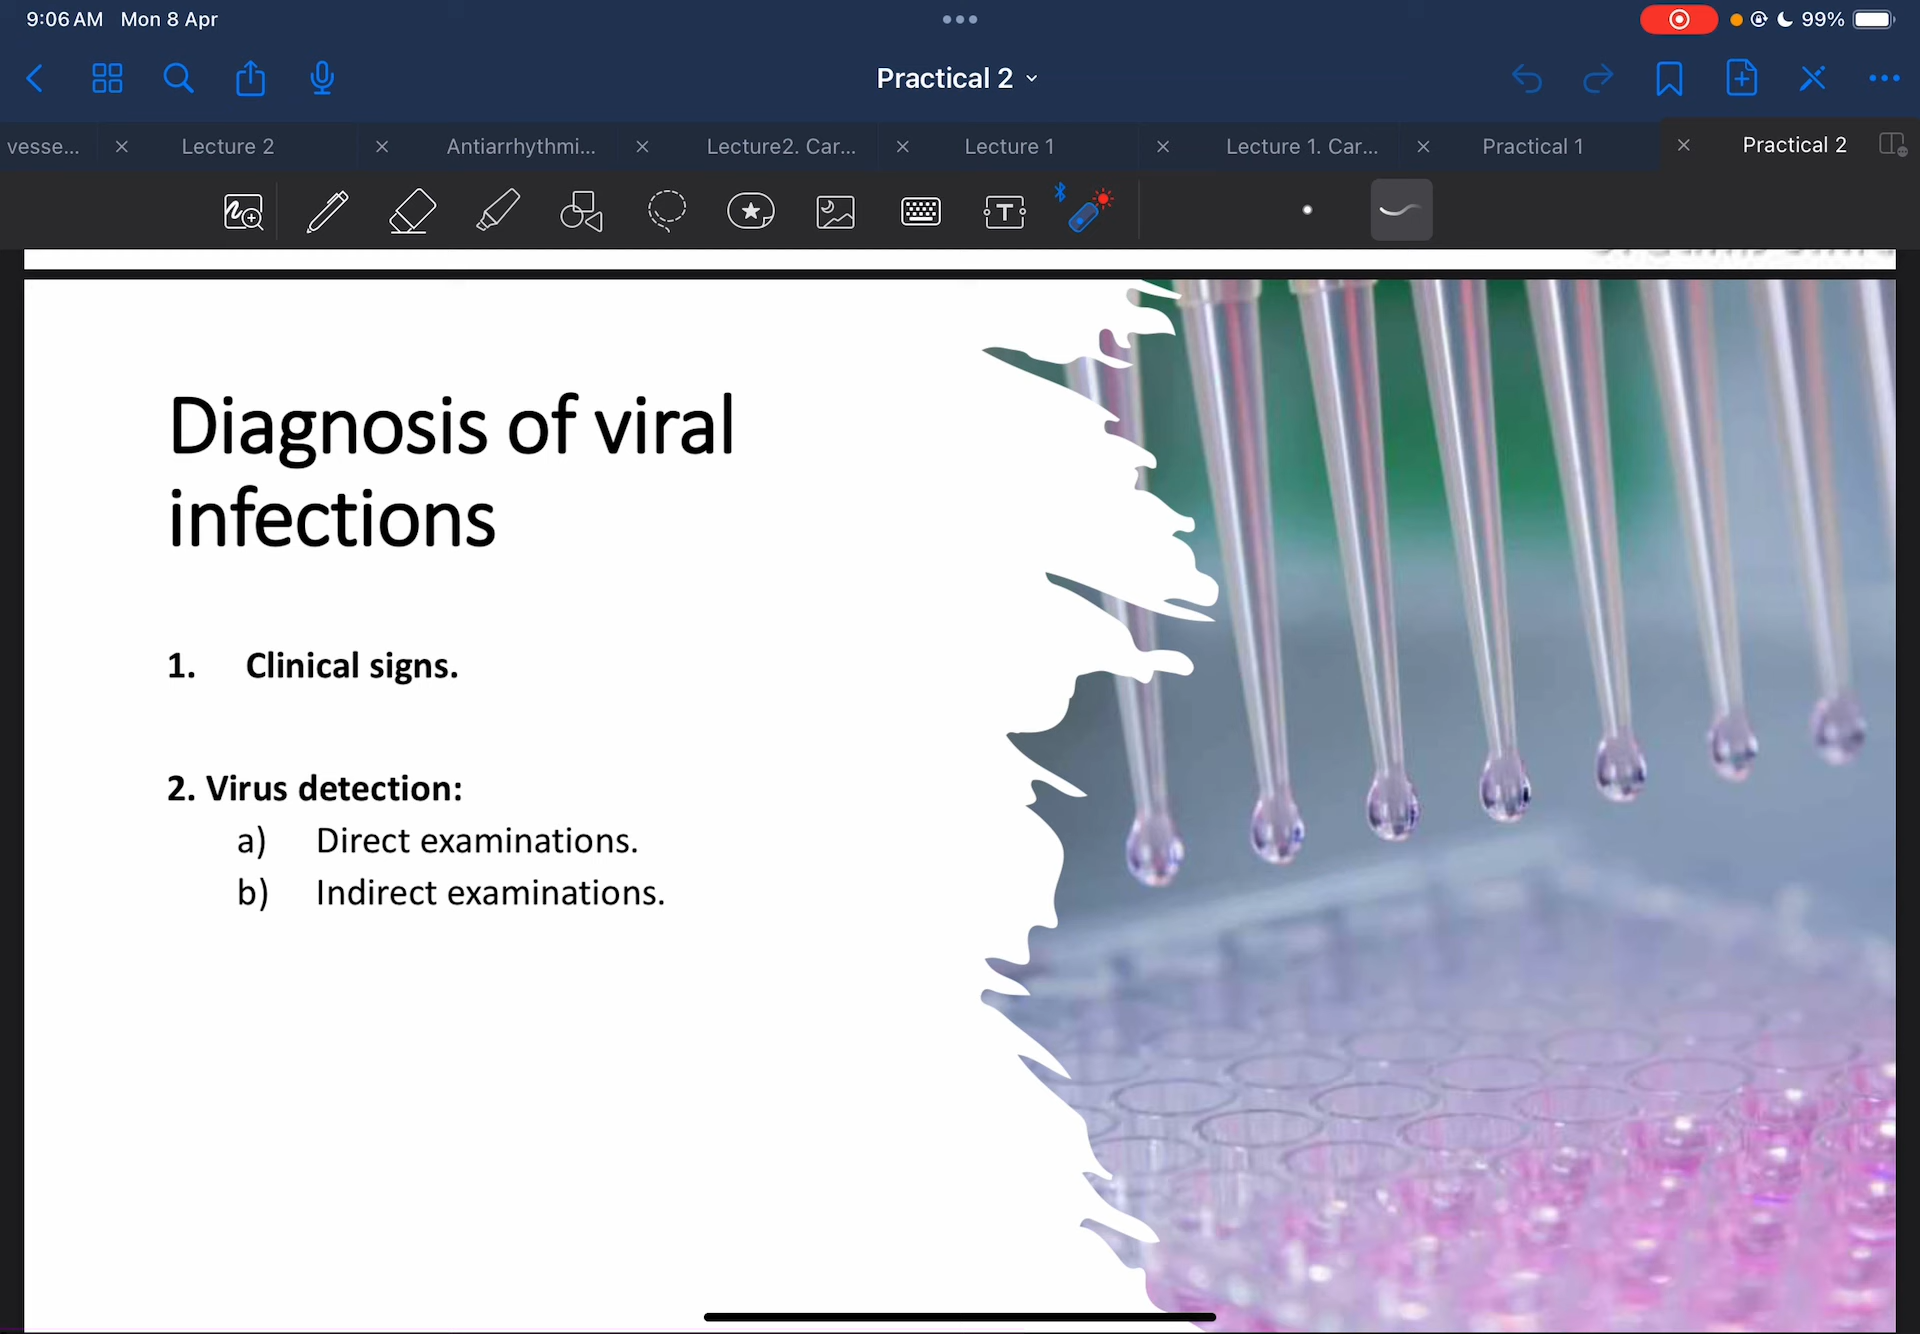 9:06 AM Mon 8 Apr
99%
Practical 2
vesse...
Lecture 2
Antiarrhythmi...
Lecture2. Car...
Lecture 1
Lecture 1. Car...
Practical 1
Practical 2
Diagnosis of viral
infections
1. Clinical signs.
2. Virus detection:
a) Direct examinations.
b) Indirect examinations.